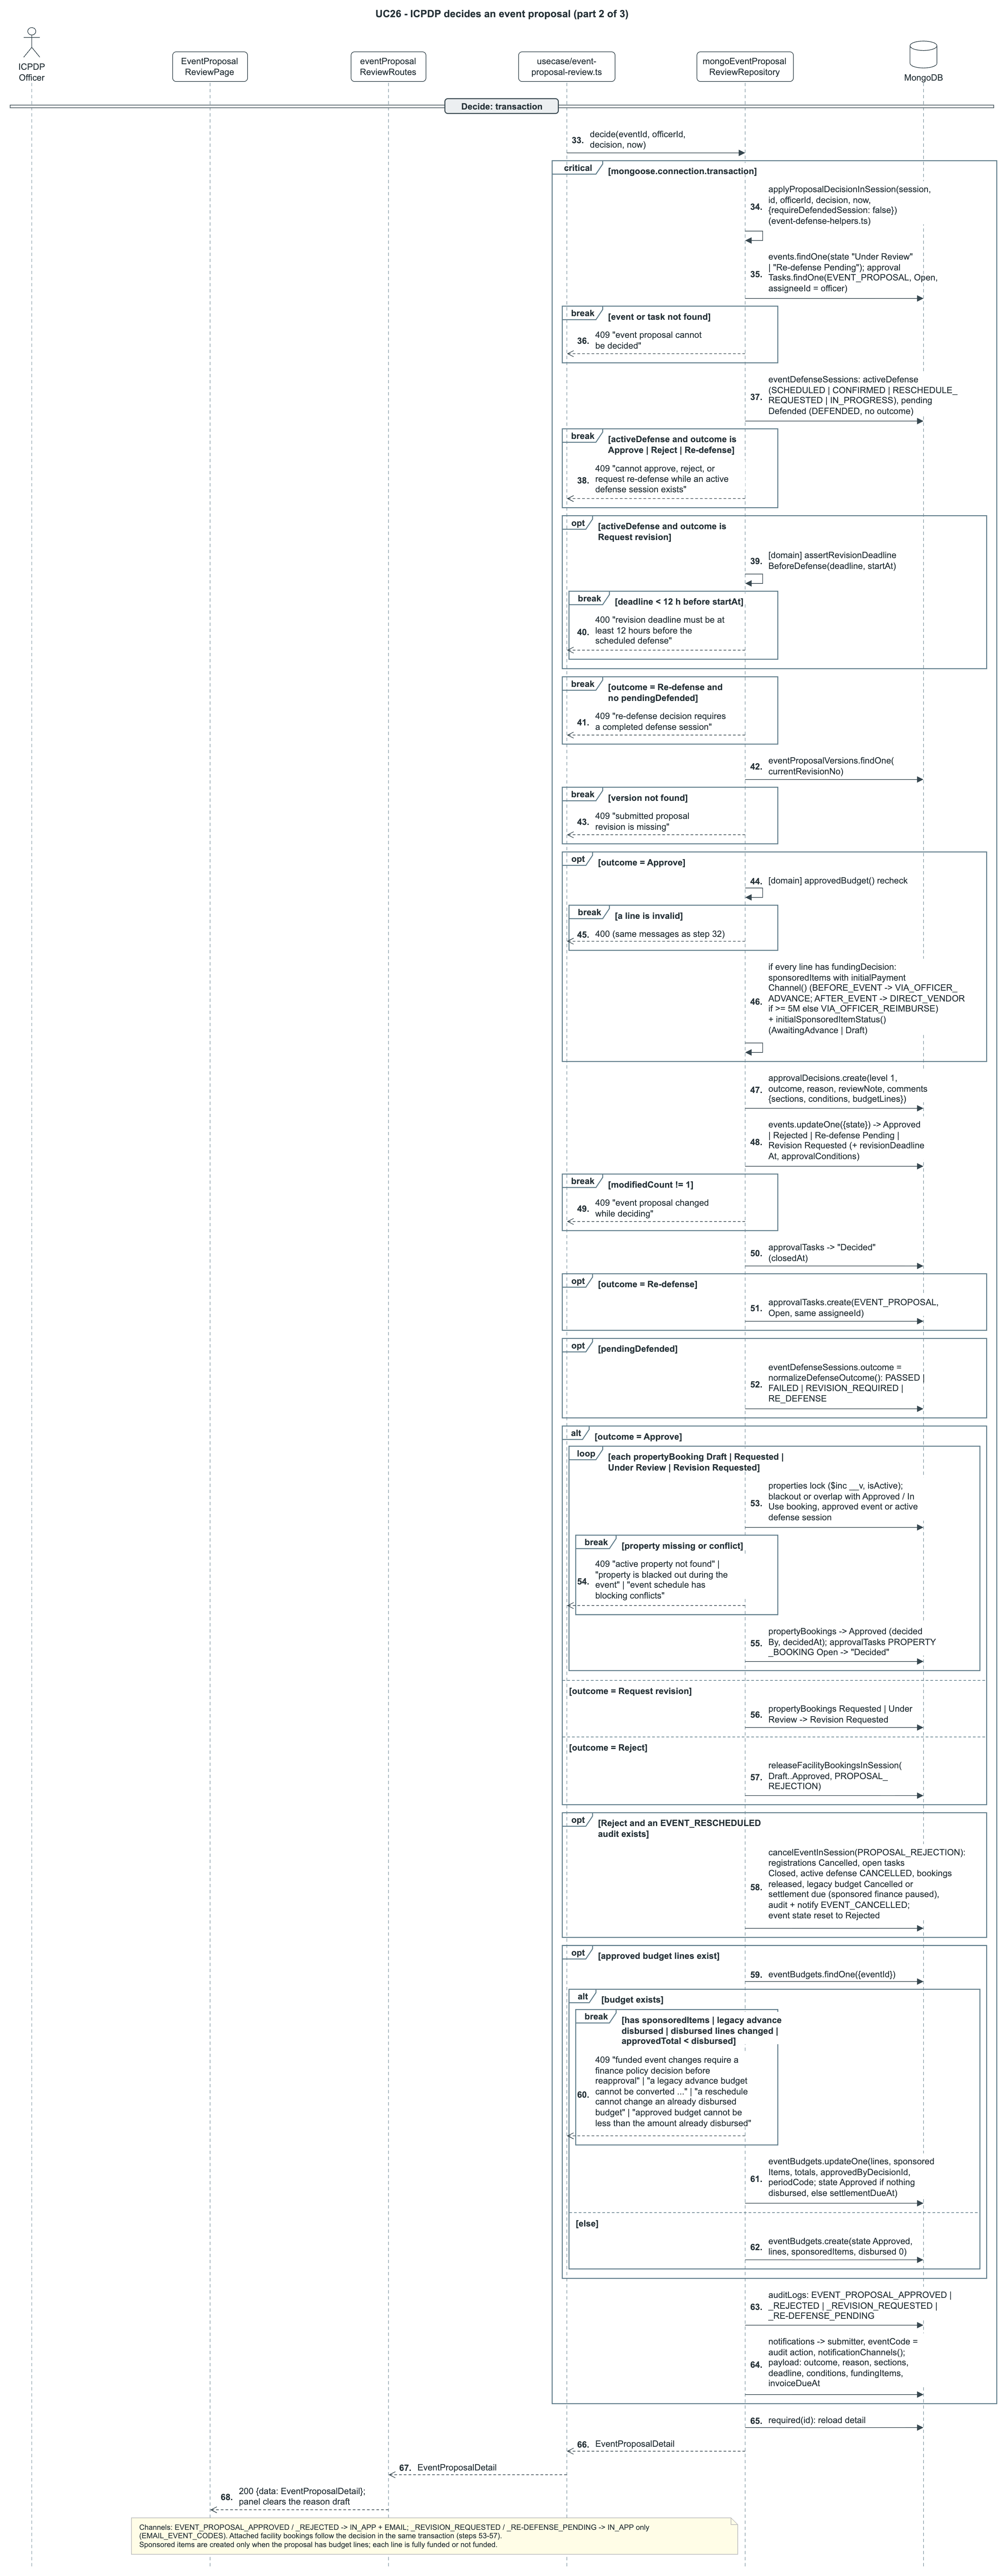 UC26 - ICPDP decides an event proposal (part 2 of 3)
ICPDP
Officer
EventProposal
ReviewPage
eventProposal
ReviewRoutes
usecase/event-
proposal-review.ts
mongoEventProposal
ReviewRepository
MongoDB
Decide: transaction
33. decide(eventId, officerId,
decision, now)
critical [mongoose.connection.transaction]
applyProposalDecisionInSession(session,
34. id, officerId, decision, now,
{requireDefendedSession: false})
(event-defense-helpers.ts)
events.findOne(state "Under Review"
35. | "Re-defense Pending"); approval
Tasks.findOne(EVENT_PROPOSAL, Open,
assigneeId = officer)
break [event or task not found]
36. 409 "event proposal cannot
be decided"
eventDefenseSessions: activeDefense
37. (SCHEDULED | CONFIRMED | RESCHEDULE_
REQUESTED | IN_PROGRESS), pending
Defended (DEFENDED, no outcome)
break [activeDefense and outcome is
Approve | Reject | Re-defense]
409 "cannot approve, reject, or
38. request re-defense while an active
defense session exists"
opt [activeDefense and outcome is
Request revision]
39. [domain] assertRevisionDeadline
BeforeDefense(deadline, startAt)
break [deadline < 12 h before startAt]
400 "revision deadline must be at
40. least 12 hours before the
scheduled defense"
break [outcome = Re-defense and
no pendingDefended]
41. 409 "re-defense decision requires
a completed defense session"
42. eventProposalVersions.findOne(
currentRevisionNo)
break [version not found]
43. 409 "submitted proposal
revision is missing"
opt [outcome = Approve]
44. [domain] approvedBudget() recheck
break [a line is invalid]
45. 400 (same messages as step 32)
if every line has fundingDecision:
sponsoredItems with initialPayment
Channel() (BEFORE_EVENT -> VIA_OFFICER_
46. ADVANCE; AFTER_EVENT -> DIRECT_VENDOR
if >= 5M else VIA_OFFICER_REIMBURSE)
+ initialSponsoredItemStatus()
(AwaitingAdvance | Draft)
approvalDecisions.create(level 1,
47. outcome, reason, reviewNote, comments
{sections, conditions, budgetLines})
events.updateOne({state}) -> Approved
48. | Rejected | Re-defense Pending |
Revision Requested (+ revisionDeadline
At, approvalConditions)
break [modifiedCount != 1]
49. 409 "event proposal changed
while deciding"
50. approvalTasks -> "Decided"
(closedAt)
opt [outcome = Re-defense]
51. approvalTasks.create(EVENT_PROPOSAL,
Open, same assigneeId)
opt [pendingDefended]
eventDefenseSessions.outcome =
52. normalizeDefenseOutcome(): PASSED |
FAILED | REVISION_REQUIRED |
RE_DEFENSE
alt [outcome = Approve]
loop [each propertyBooking Draft | Requested |
Under Review | Revision Requested]
properties lock ($inc __v, isActive);
53. blackout or overlap with Approved / In
Use booking, approved event or active
defense session
break [property missing or conflict]
409 "active property not found" |
54. "property is blacked out during the
event" | "event schedule has
blocking conflicts"
propertyBookings -> Approved (decided
55. By, decidedAt); approvalTasks PROPERTY
_BOOKING Open -> "Decided"
[outcome = Request revision]
56. propertyBookings Requested | Under
Review -> Revision Requested
[outcome = Reject]
releaseFacilityBookingsInSession(
57. Draft..Approved, PROPOSAL_
REJECTION)
opt [Reject and an EVENT_RESCHEDULED
audit exists]
cancelEventInSession(PROPOSAL_REJECTION):
registrations Cancelled, open tasks
Closed, active defense CANCELLED, bookings
58. released, legacy budget Cancelled or
settlement due (sponsored finance paused),
audit + notify EVENT_CANCELLED;
event state reset to Rejected
opt [approved budget lines exist]
59. eventBudgets.findOne({eventId})
alt [budget exists]
break [has sponsoredItems | legacy advance
disbursed | disbursed lines changed |
approvedTotal < disbursed]
409 "funded event changes require a
finance policy decision before
reapproval" | "a legacy advance budget
60. cannot be converted ..." | "a reschedule
cannot change an already disbursed
budget" | "approved budget cannot be
less than the amount already disbursed"
eventBudgets.updateOne(lines, sponsored
61. Items, totals, approvedByDecisionId,
periodCode; state Approved if nothing
disbursed, else settlementDueAt)
[else]
62. eventBudgets.create(state Approved,
lines, sponsoredItems, disbursed 0)
auditLogs: EVENT_PROPOSAL_APPROVED |
63. _REJECTED | _REVISION_REQUESTED |
_RE-DEFENSE_PENDING
notifications -> submitter, eventCode =
audit action, notificationChannels();
64. payload: outcome, reason, sections,
deadline, conditions, fundingItems,
invoiceDueAt
65. required(id): reload detail
66. EventProposalDetail
67. EventProposalDetail
68. 200 {data: EventProposalDetail};
panel clears the reason draft
Channels: EVENT_PROPOSAL_APPROVED / _REJECTED -> IN_APP + EMAIL; _REVISION_REQUESTED / _RE-DEFENSE_PENDING -> IN_APP only
(EMAIL_EVENT_CODES). Attached facility bookings follow the decision in the same transaction (steps 53-57).
Sponsored items are created only when the proposal has budget lines; each line is fully funded or not funded.